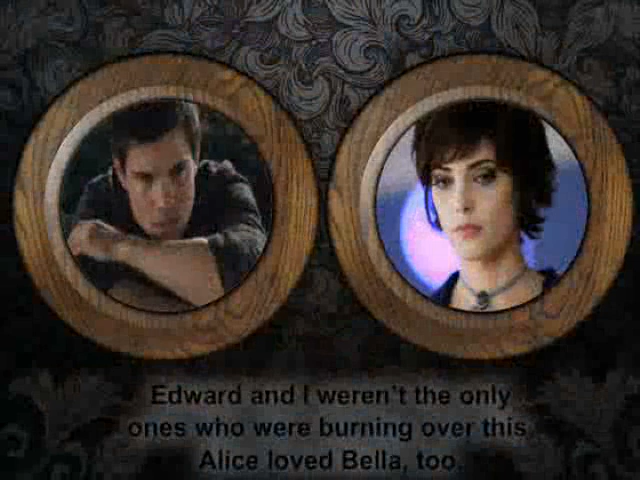 Edward and I weren't the only
ones who were burning over this
Alice loved Bella, too.